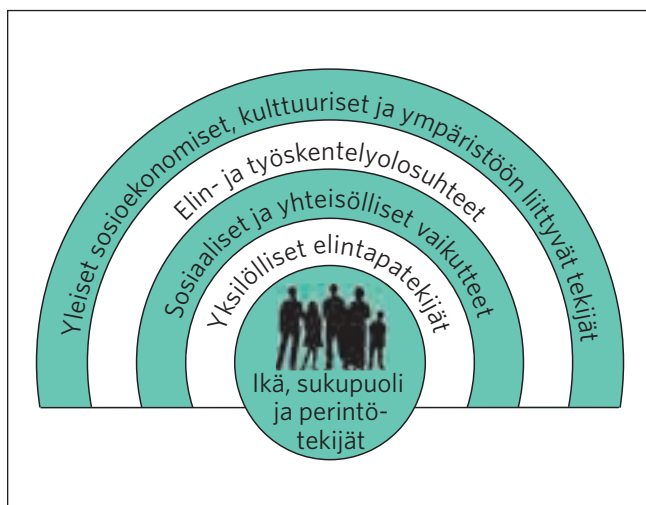 Yleiset sosioekonomiset, kulttuuriset ja ympäristöön liittyvät tekijät
Elin- ja työskentelyolosuhteet
Sosiaaliset ja yhteisölliset vaikutteet
Yksilölliset elintapatekijät
Ikä, sukupuoli
ja perintö-
tekijät